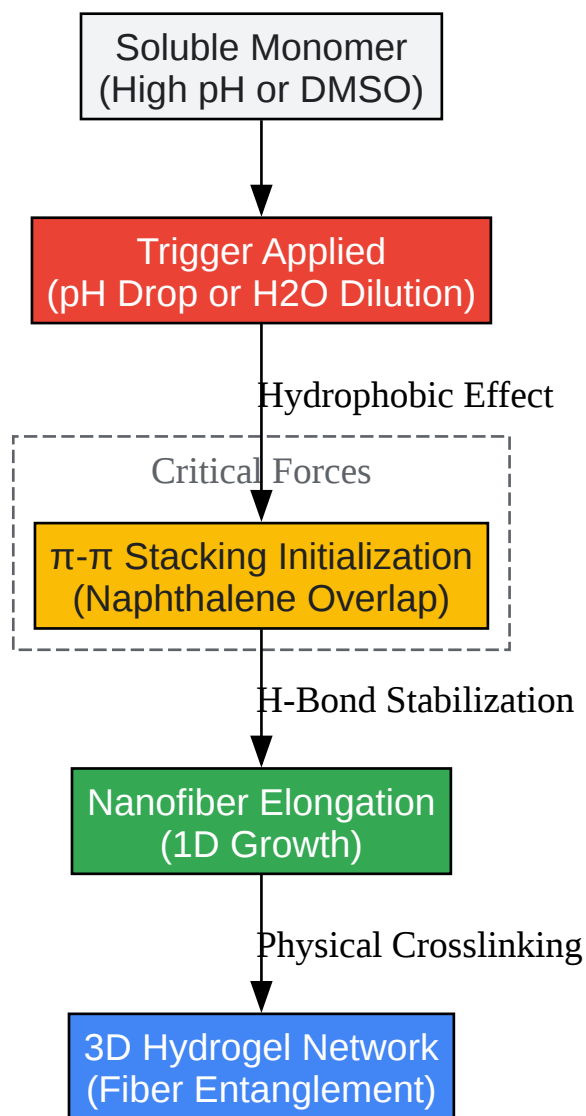 Soluble Monomer
(High pH or DMSO)
Trigger Applied
(pH Drop or H2O Dilution)
Hydrophobic Effect
Critical Forces
π-π Stacking Initialization
(Naphthalene Overlap)
H-Bond Stabilization
Nanofiber Elongation
(1D Growth)
Physical Crosslinking
3D Hydrogel Network
(Fiber Entanglement)